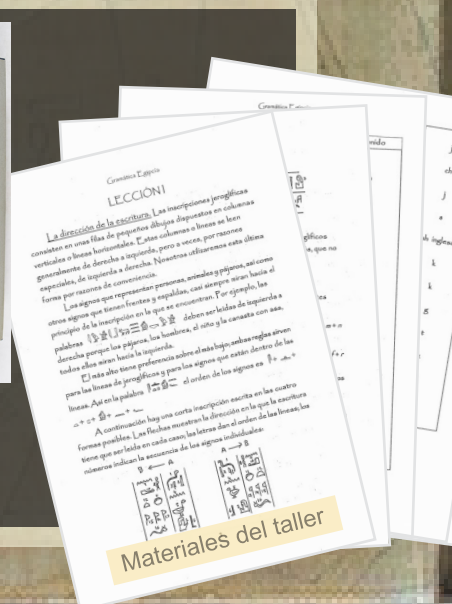 Gramática Egipcia
LECCIÓN I
La dirección de la escritura. Las inscripciones jeroglíficas
consisten en unas filas de pequeños dibujos dispuestos en columnas
verticales o líneas horizontales. Estas columnas o líneas se leen
generalmente de derecha a izquierda, pero a veces, por razones
especiales, de izquierda a derecha. Nosotros utilizaremos esta última
forma por razones de conveniencia.
Los signos que representan personas, animales y pájaros, así como
otros signos que tienen frentes y espaldas, casi siempre miran hacia el
principio de la inscripción en la que se encuentran. Por ejemplo, las
palabras deben ser leídas de izquierda a
derecha porque los pájaros, los hombres, el niño y la canasta con asa,
todos ellos miran hacia la izquierda.
El más alto tiene preferencia sobre el más bajo; ambas reglas sirven
para las líneas de jeroglíficos y para los signos que están dentro de las
líneas. Así en la palabra el orden de los signos es
A continuación hay una corta inscripción escrita en las cuatro
formas posibles. Las flechas muestran la dirección en la que la escritura
tiene que ser leída en cada caso; las letras dan el orden de las líneas; los
números indican la secuencia de los signos individuales:
B ← A
A → B
Materiales del taller